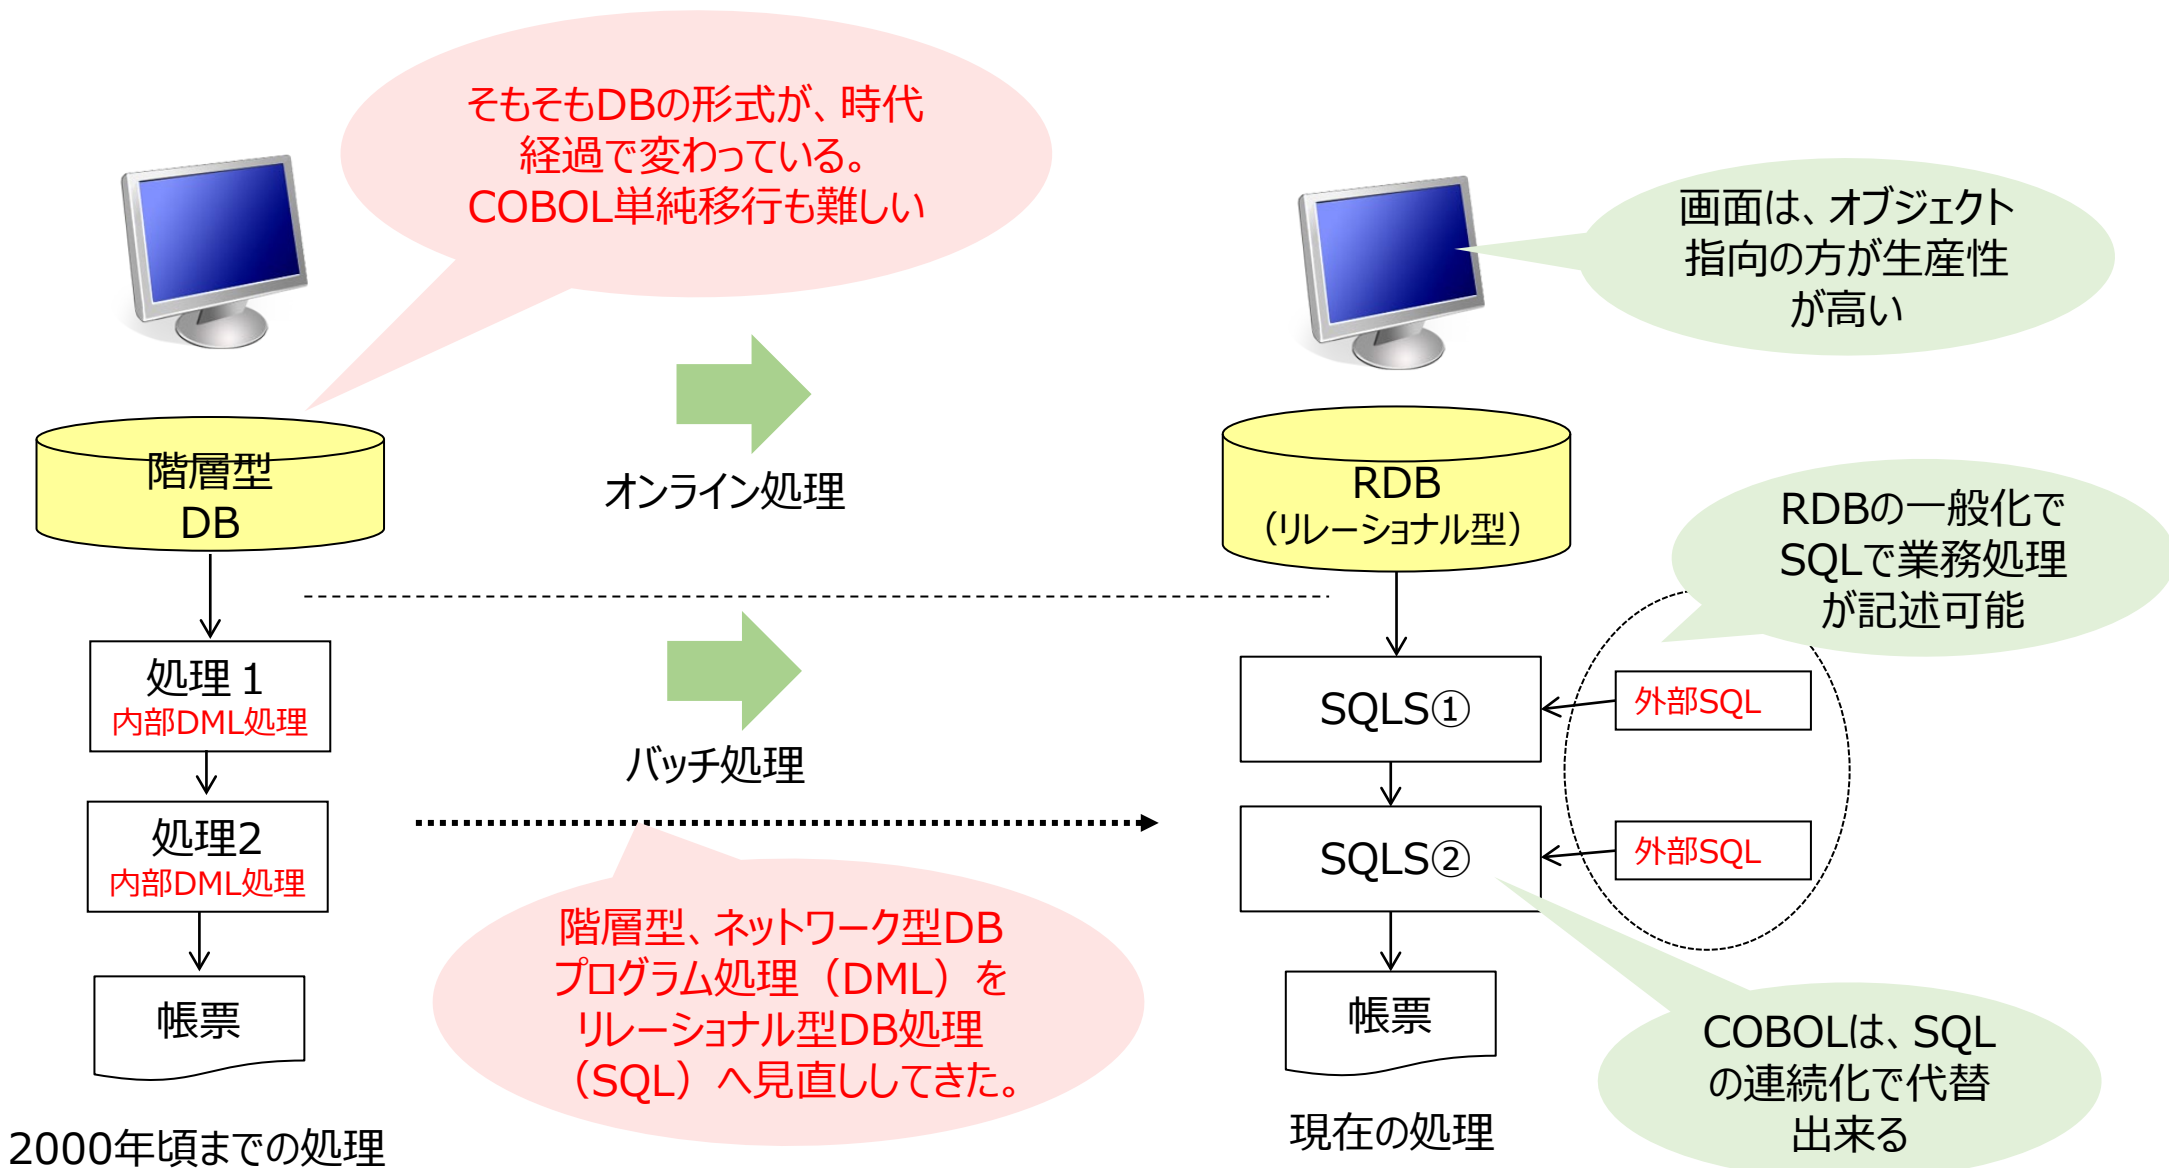 そもそもDBの形式が、時代
経過で変わっている。
COBOL単純移行も難しい
画面は、オブジェクト
指向の方が生産性
が高い
階層型
DB
オンライン処理
RDB
（リレーショナル型）
RDBの一般化で
SQLで業務処理
が記述可能
処理１
内部DML処理
バッチ処理
SQLS①
外部SQL
処理2
内部DML処理
SQLS②
外部SQL
階層型、ネットワーク型DB
プログラム処理（DML）を
リレーショナル型DB処理
（SQL）へ見直ししてきた。
帳票
帳票
COBOLは、SQL
の連続化で代替
出来る
2000年頃までの処理
現在の処理